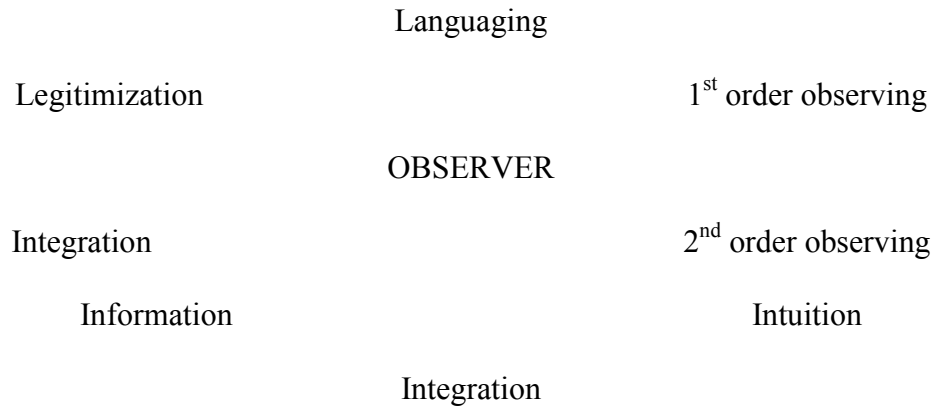 Languaging
Legitimization 1st order observing
OBSERVER
Integration 2nd order observing
Information Intuition
Integration